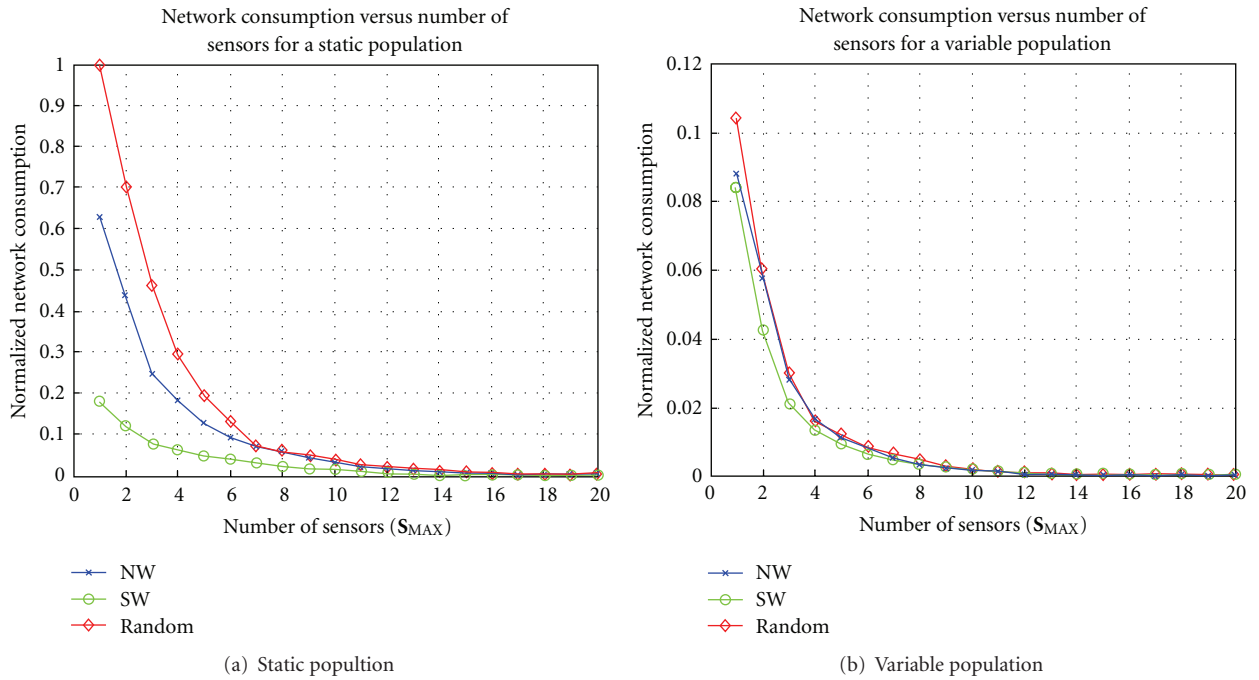 Network consumption versus number of
sensors for a static population
Normalized network consumption
1
0.9
0.8
0.7
0.6
0.5
0.4
0.3
0.2
0.1
0
0 2 4 6 8 10 12 14 16 18 20
Number of sensors (SMAX)
NW
SW
Random
(a) Static popultion
Network consumption versus number of
sensors for a variable population
Normalized network consumption
0.12
0.1
0.08
0.06
0.04
0.02
0
0 2 4 6 8 10 12 14 16 18 20
Number of sensors (SMAX)
NW
SW
Random
(b) Variable population